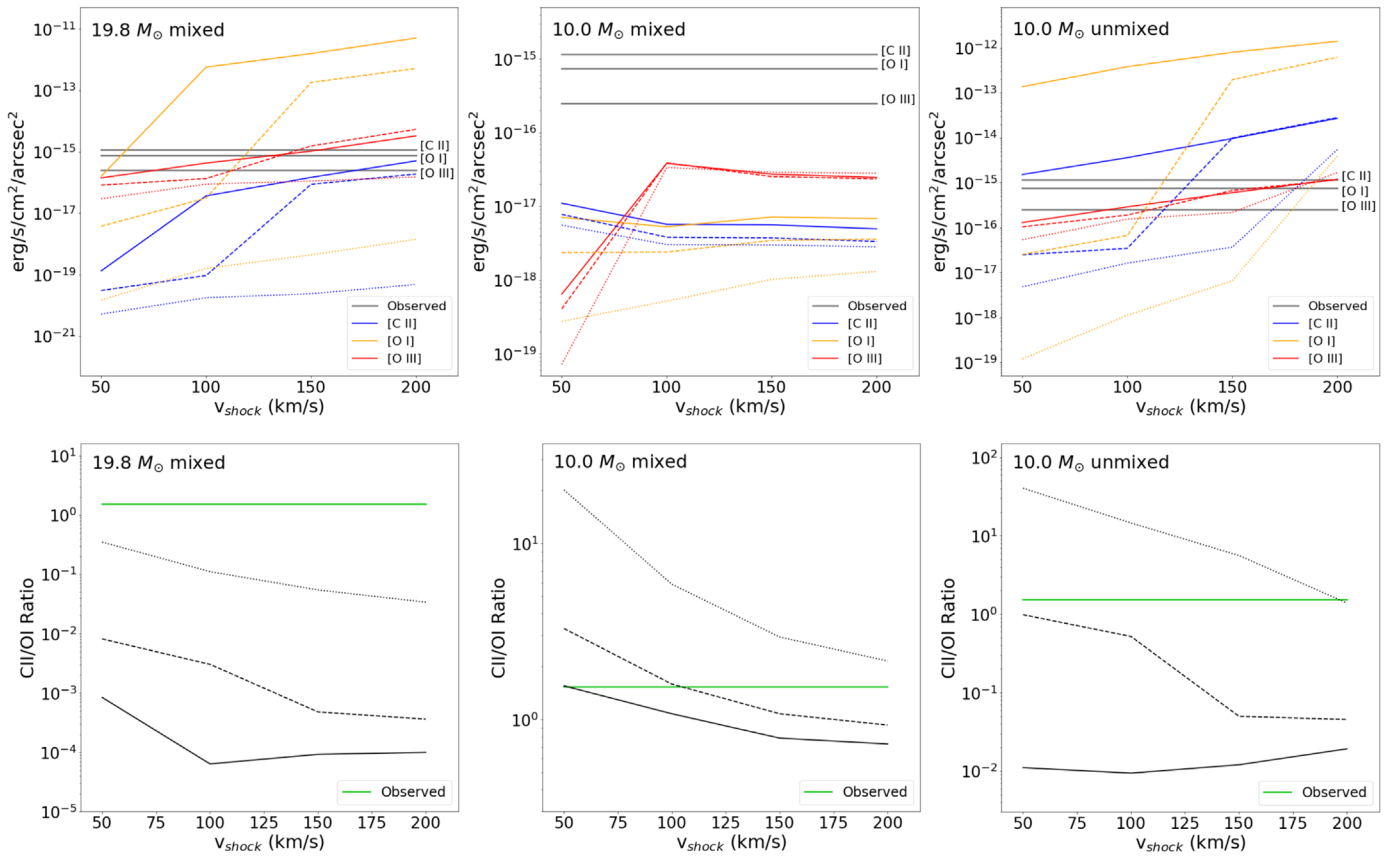 19.8 M⊙ mixed
erg/s/cm²/arcsec²
10⁻¹¹
10⁻¹³
10⁻¹⁵
10⁻¹⁷
10⁻¹⁹
10⁻²¹
[C II]
[O I]
[O III]
Observed
[C II]
[O I]
[O III]
50 100 150 200
v_shock (km/s)
10.0 M⊙ mixed
erg/s/cm²/arcsec²
10⁻¹⁵
10⁻¹⁶
10⁻¹⁷
10⁻¹⁸
10⁻¹⁹
[C II]
[O I]
[O III]
Observed
[C II]
[O I]
[O III]
50 100 150 200
v_shock (km/s)
10.0 M⊙ unmixed
erg/s/cm²/arcsec²
10⁻¹²
10⁻¹³
10⁻¹⁴
10⁻¹⁵
10⁻¹⁶
10⁻¹⁷
10⁻¹⁸
10⁻¹⁹
[C II]
[O I]
[O III]
Observed
[C II]
[O I]
[O III]
50 100 150 200
v_shock (km/s)
19.8 M⊙ mixed
CII/OI Ratio
10¹
10⁰
10⁻¹
10⁻²
10⁻³
10⁻⁴
10⁻⁵
Observed
50 75 100 125 150 175 200
v_shock (km/s)
10.0 M⊙ mixed
CII/OI Ratio
10¹
10⁰
Observed
50 75 100 125 150 175 200
v_shock (km/s)
10.0 M⊙ unmixed
CII/OI Ratio
10²
10¹
10⁰
10⁻¹
10⁻²
Observed
50 75 100 125 150 175 200
v_shock (km/s)